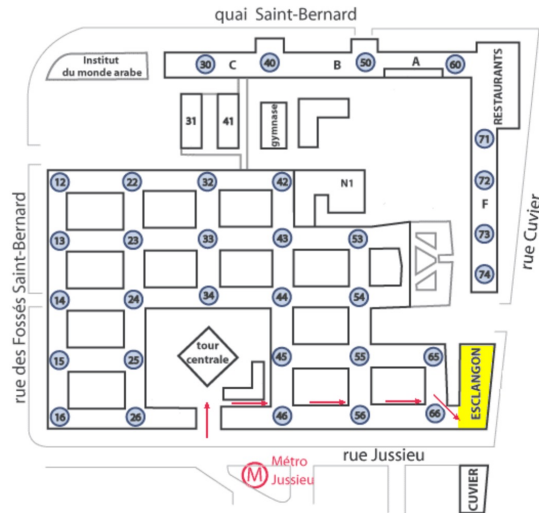 quai Saint-Bernard
Institut
du monde arabe
30
C
40
B
50
A
60
RESTAURANTS
31
41
gymnase
71
12
22
32
42
N1
72
F
13
23
33
43
53
73
74
14
24
34
44
54
rue des Fossés Saint-Bernard
rue Cuvier
tour
centrale
15
25
45
55
65
ESCLANGON
16
26
46
56
66
rue Jussieu
M
Métro
Jussieu
CUVIER